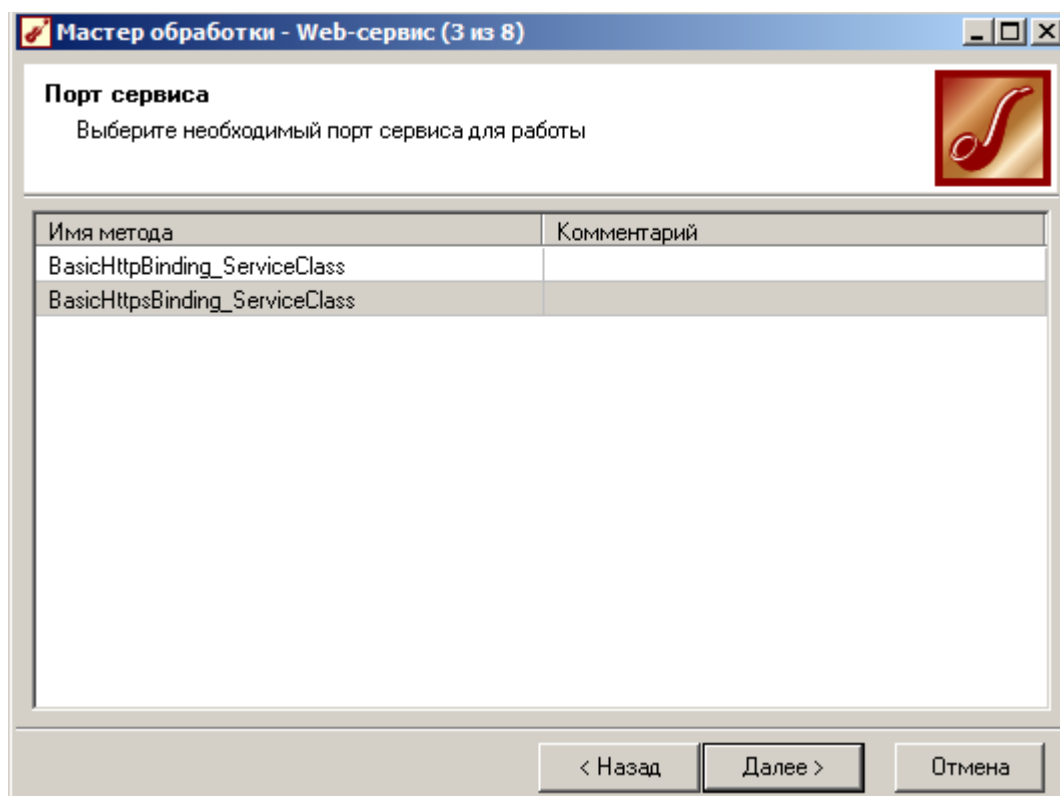 Мастер обработки - Web-сервис (3 из 8)
Порт сервиса
Выберите необходимый порт сервиса для работы
Имя метода Комментарий
BasicHttpBinding_ServiceClass
BasicHttpsBinding_ServiceClass
< Назад Далее > Отмена